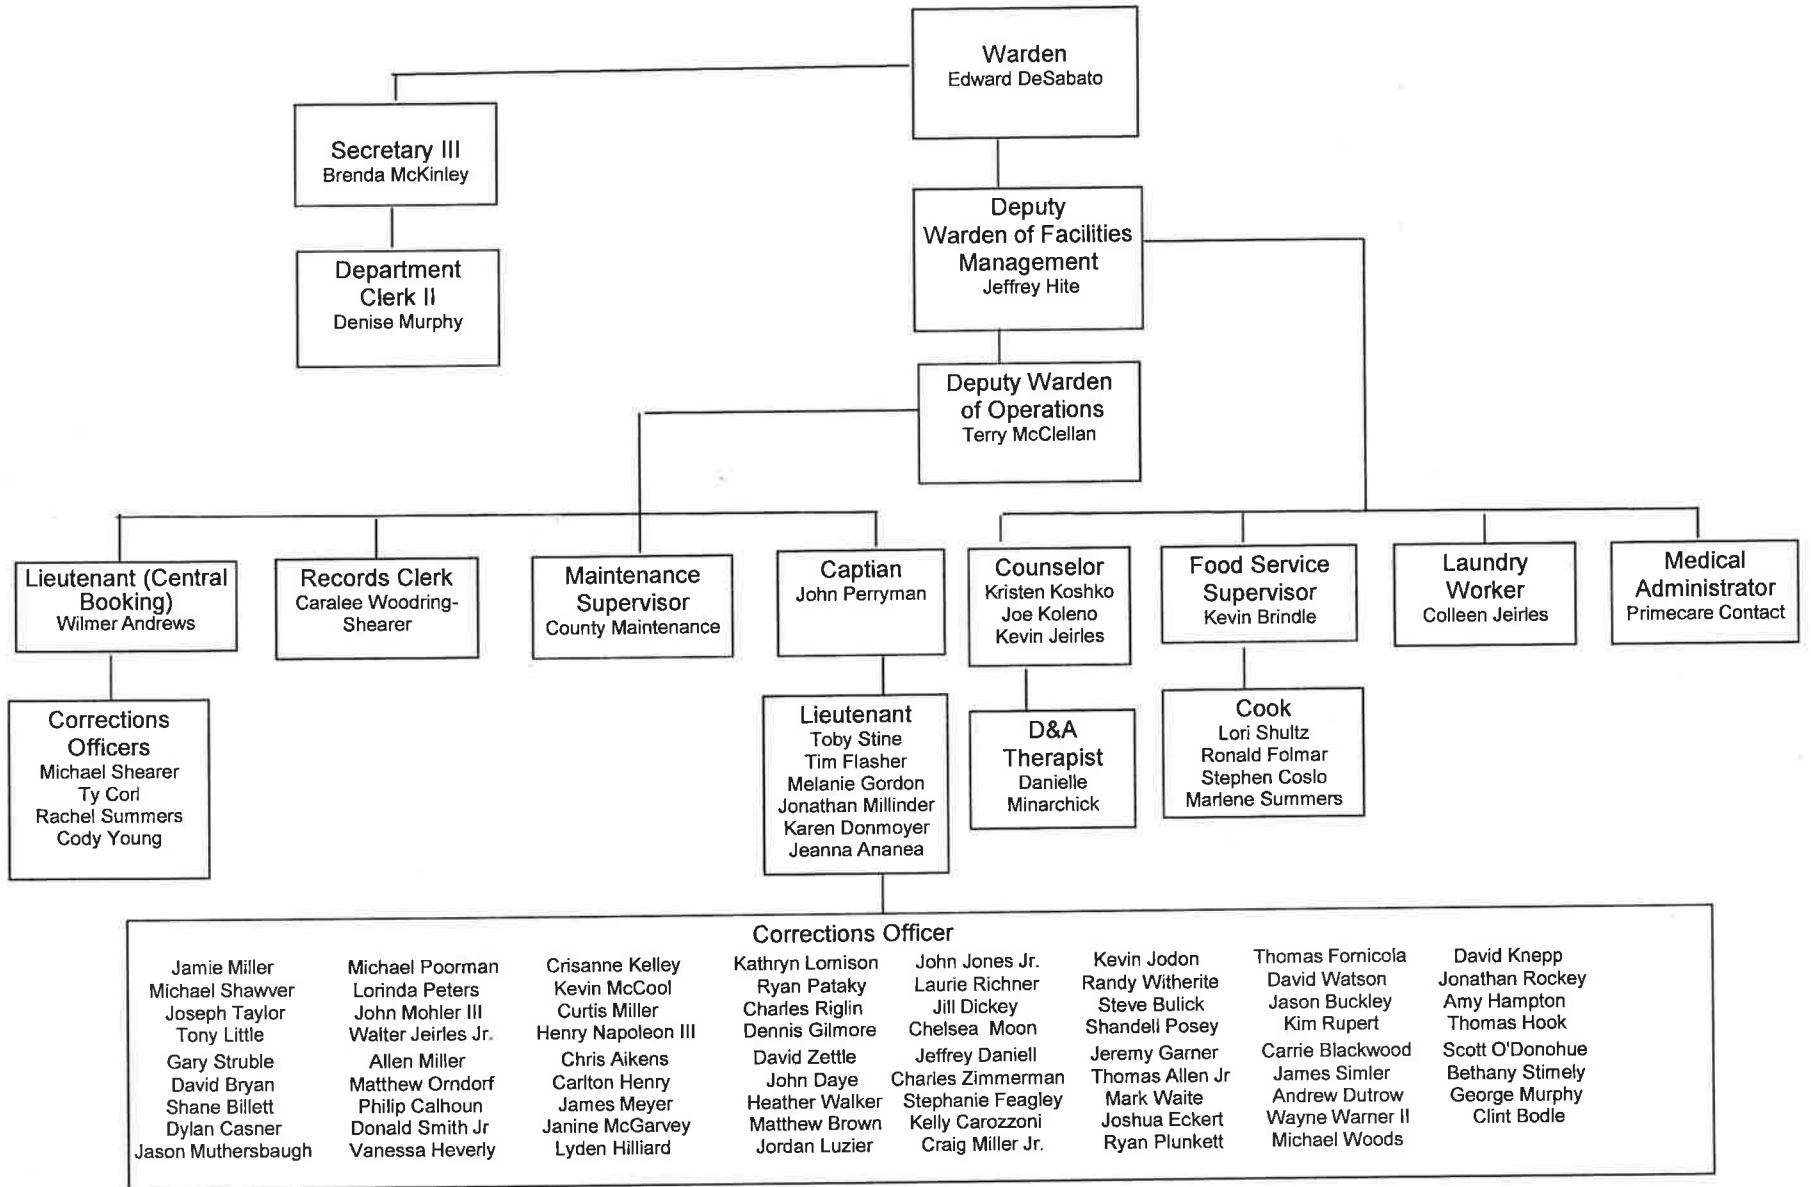 Warden
Edward DeSabato
Secretary III
Brenda McKinley
Department
Clerk II
Denise Murphy
Deputy
Warden of Facilities
Management
Jeffrey Hite
Deputy Warden
of Operations
Terry McClellan
Lieutenant (Central
Booking)
Wilmer Andrews
Records Clerk
Caralee Woodring-
Shearer
Maintenance
Supervisor
County Maintenance
Captian
John Perryman
Counselor
Kristen Koshko
Joe Koleno
Kevin Jeirles
Food Service
Supervisor
Kevin Brindle
Laundry
Worker
Colleen Jeirles
Medical
Administrator
Primecare Contact
Corrections
Officers
Michael Shearer
Ty Corl
Rachel Summers
Cody Young
Lieutenant
Toby Stine
Tim Flasher
Melanie Gordon
Jonathan Millinder
Karen Donmoyer
Jeanna Ananea
D&A
Therapist
Danielle
Minarchick
Cook
Lori Shultz
Ronald Folmar
Stephen Coslo
Marlene Summers
Corrections Officer
Jamie Miller
Michael Shawver
Joseph Taylor
Tony Little
Gary Struble
David Bryan
Shane Billett
Dylan Casner
Jason Muthersbaugh
Michael Poorman
Lorinda Peters
John Mohler III
Walter Jeirles Jr.
Allen Miller
Matthew Orndorf
Philip Calhoun
Donald Smith Jr
Vanessa Heverly
Crisanne Kelley
Kevin McCool
Curtis Miller
Henry Napoleon III
Chris Aikens
Carlton Henry
James Meyer
Janine McGarvey
Lyden Hilliard
Kathryn Lomison
Ryan Pataky
Charles Riglin
Dennis Gilmore
David Zettle
John Daye
Heather Walker
Matthew Brown
Jordan Luzier
John Jones Jr.
Laurie Richner
Jill Dickey
Chelsea Moon
Jeffrey Daniell
Charles Zimmerman
Stephanie Feagley
Kelly Carozzoni
Craig Miller Jr.
Kevin Jodon
Randy Witherite
Steve Bulick
Shandell Posey
Jeremy Garner
Thomas Allen Jr
Mark Waite
Joshua Eckert
Ryan Plunkett
Thomas Fornicola
David Watson
Jason Buckley
Kim Rupert
Carrie Blackwood
James Simler
Andrew Dutrow
Wayne Warner II
Michael Woods
David Knepp
Jonathan Rockey
Amy Hampton
Thomas Hook
Scott O'Donohue
Bethany Stimely
George Murphy
Clint Bodle